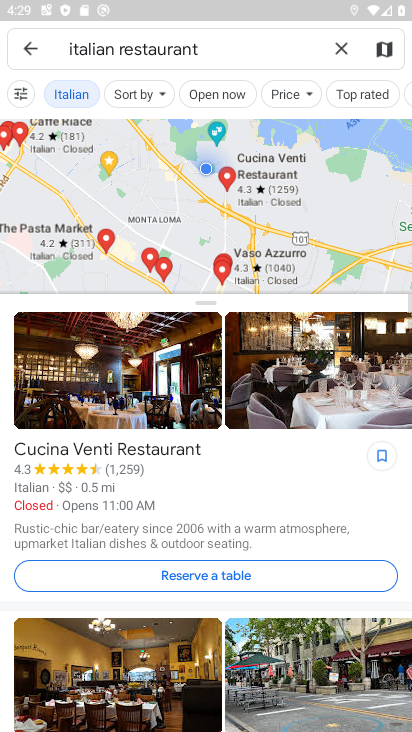 4:29
italian restaurant
Italian
Sort by
Open now
Price
Top rated
Caffe Riace
4.2 ★ (181)
Italian · Closed
Cucina Venti
Restaurant
4.3 ★ (1259)
Italian · Closed
The Pasta Market
4.2 ★ (311)
Italian · Closed
MONTA LOMA
101
Vaso Azzurro
4.3 ★ (1040)
Italian · Closed
Cucina Venti Restaurant
4.3 (1,259)
Italian · $$ · 0.5 mi
Closed · Opens 11:00 AM
Rustic-chic bar/eatery since 2006 with a warm atmosphere,
upmarket Italian dishes & outdoor seating.
Reserve a table